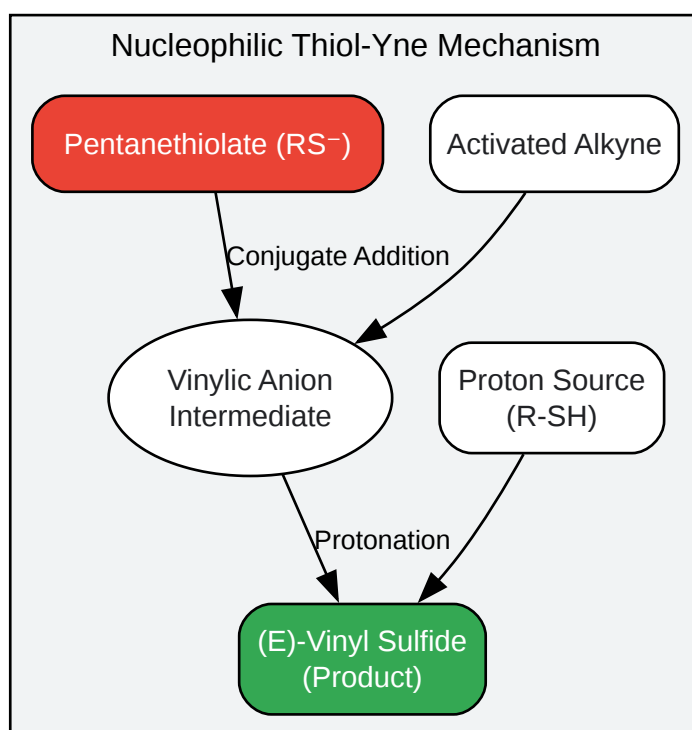 Nucleophilic Thiol-Yne Mechanism
Pentanethiolate (RS⁻)
Activated Alkyne
Conjugate Addition
Vinylic Anion
Intermediate
Proton Source
(R-SH)
Protonation
(E)-Vinyl Sulfide
(Product)